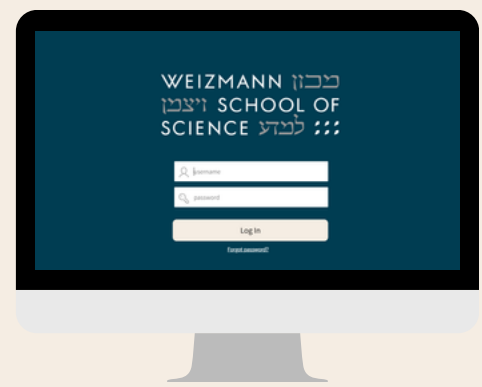 WEIZMANN מכון
ויצמן SCHOOL OF
SCIENCE למדע
username
password
Log In
Forgot password?